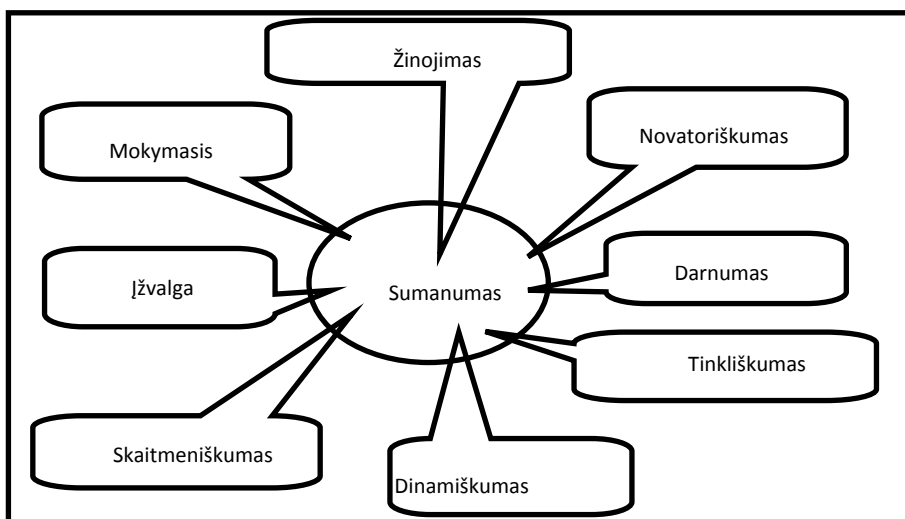 Žinojimas
Mokymasis
Novatoriškumas
Įžvalga
Sumanumas
Darnumas
Tinkliškumas
Skaitmeniškumas
Dinamiškumas